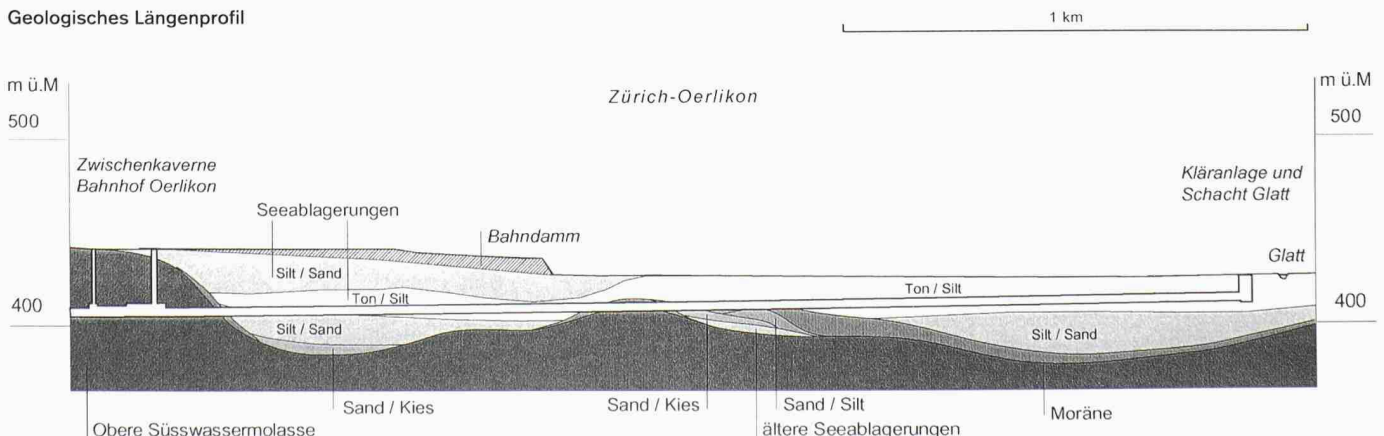 Geologisches Längenprofil
1 km
m ü.M
m ü.M
Zürich-Oerlikon
500
500
Zwischenkaverne
Bahnhof Oerlikon
Kläranlage und
Schacht Glatt
Seeablagerungen
Bahndamm
Glatt
Silt / Sand
Ton / Silt
Ton / Silt
400
400
Silt / Sand
Silt / Sand
Sand / Kies
Sand / Kies
Sand / Silt
Moräne
Obere Süsswassermolasse
ältere Seeablagerungen